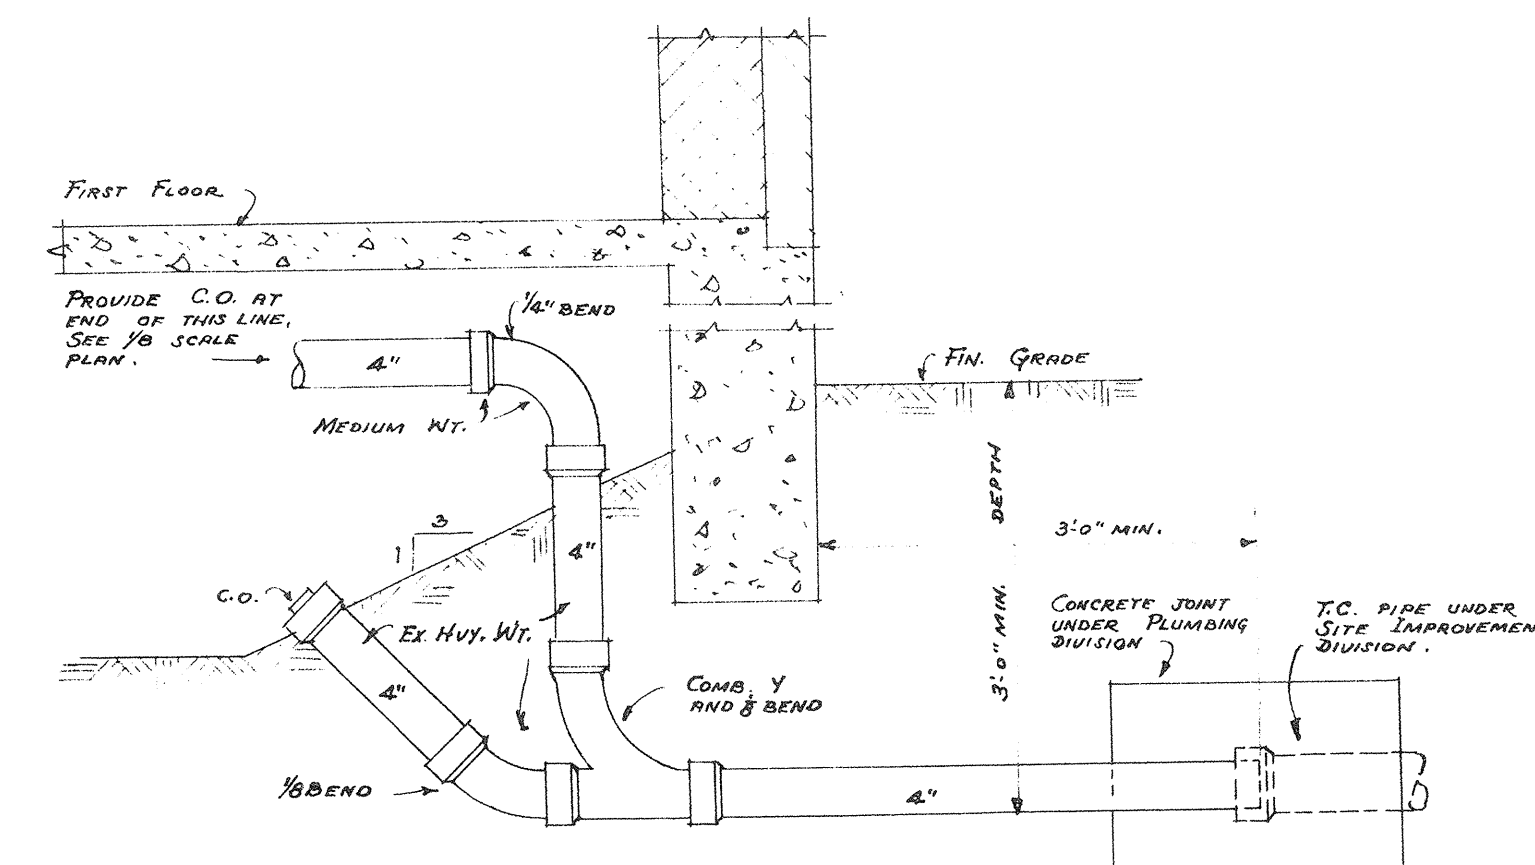 FIRST FLOOR
PROVIDE C.O. AT
END OF THIS LINE,
SEE 1/8 SCALE
PLAN.
4"
1/4" BEND
MEDIUM WT.
FIN. GRADE
3
1
4"
DEPTH
3'-0" MIN.
3'-0" MIN.
C.O.
EX. HVY. WT.
4"
CONCRETE JOINT
UNDER PLUMBING
DIVISION
T.C. PIPE UNDER
SITE IMPROVEMEN
DIVISION.
COMB. Y
AND 1/8 BEND
1/8 BEND
4"